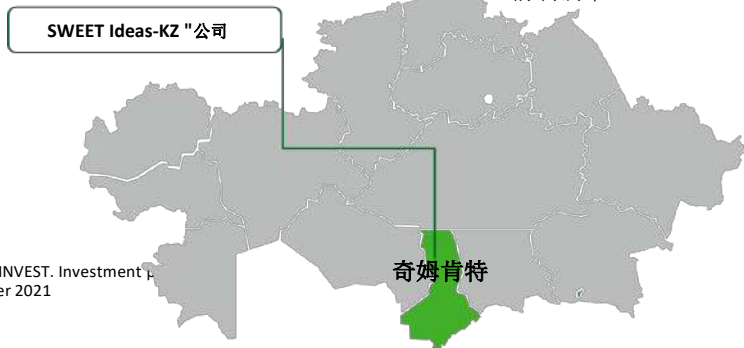 SWEET Ideas-KZ "公司
奇姆肯特
INVEST. Investment
er 2021